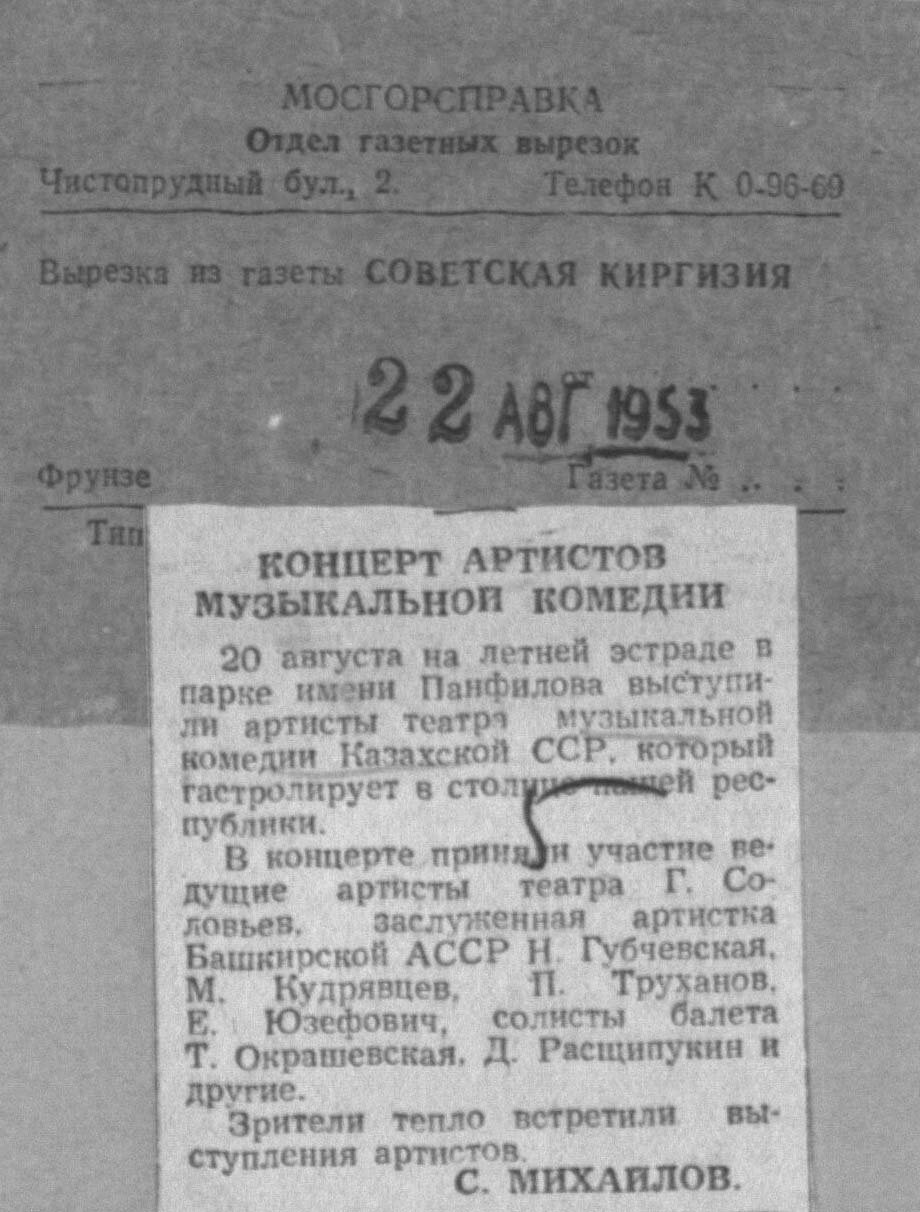 МОСГОРСПРАВКА
Отдел газетных вырезок
Чистопрудный бул., 2. Телефон К 0-96-69
Вырезка из газеты СОВЕТСКАЯ КИРГИЗИЯ
от
22 АВГ 1953
Фрунзе Газета № .. . :
Тип
КОНЦЕРТ АРТИСТОВ
МУЗЫКАЛЬНОЙ КОМЕДИИ
20 августа на летней эстраде в
парке имени Панфилова выступи-
ли артисты театра музыкальной
комедии Казахской ССР, который
гастролирует в столице нашей рес-
публики.
В концерте приняли участие ве-
дущие артисты театра Г. Со-
ловьев, заслуженная артистка
Башкирской АССР Н. Губчевская,
М. Кудрявцев, П. Труханов,
Е. Юзефович, солисты балета
Т. Окрашевская, Д. Расщипукин и
другие.
Зрители тепло встретили вы-
ступления артистов.
С. МИХАЙЛОВ.